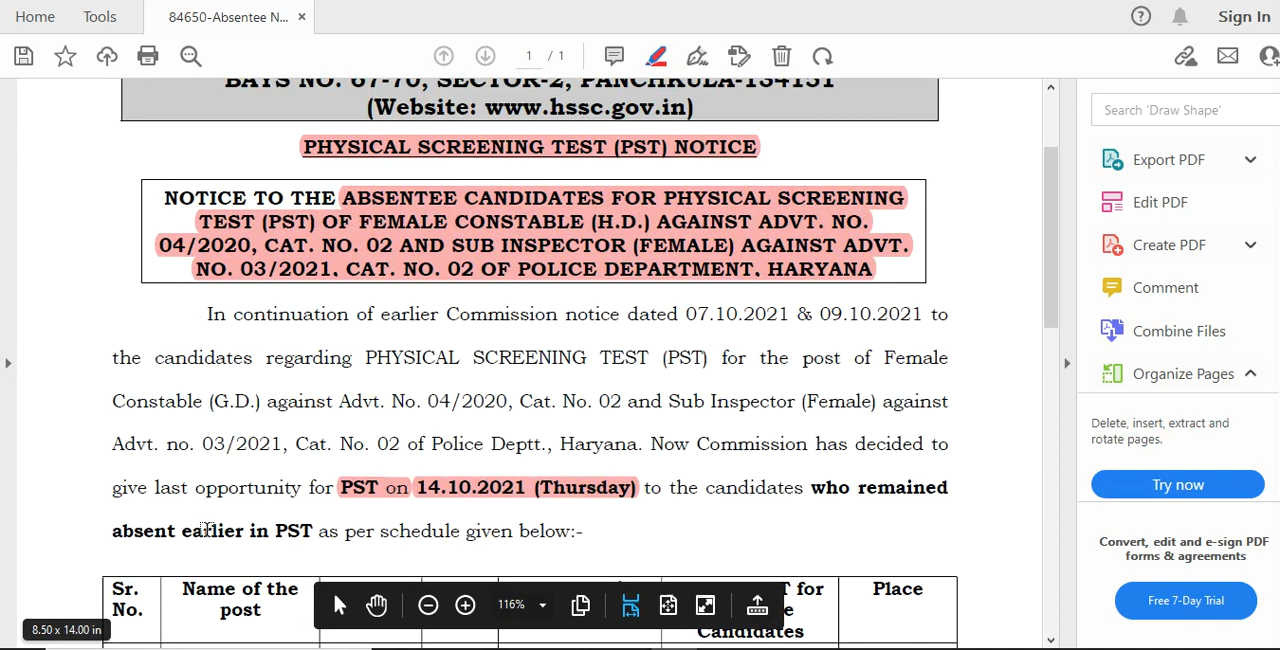 Home Tools 84650-Absentee N... × Sign In
1 / 1
BAYS NO. 67-70, SECTOR-2, PANCHKULA-134151
(Website: www.hssc.gov.in)
PHYSICAL SCREENING TEST (PST) NOTICE
NOTICE TO THE ABSENTEE CANDIDATES FOR PHYSICAL SCREENING
TEST (PST) OF FEMALE CONSTABLE (H.D.) AGAINST ADVT. NO.
04/2020, CAT. NO. 02 AND SUB INSPECTOR (FEMALE) AGAINST ADVT.
NO. 03/2021, CAT. NO. 02 OF POLICE DEPARTMENT, HARYANA
In continuation of earlier Commission notice dated 07.10.2021 & 09.10.2021 to
the candidates regarding PHYSICAL SCREENING TEST (PST) for the post of Female
Constable (G.D.) against Advt. No. 04/2020, Cat. No. 02 and Sub Inspector (Female) against
Advt. no. 03/2021, Cat. No. 02 of Police Deptt., Haryana. Now Commission has decided to
give last opportunity for PST on 14.10.2021 (Thursday) to the candidates who remained
absent earlier in PST as per schedule given below:-
Sr.
No.
Name of the
post
for
Candidates
Place
116%
8.50 x 14.00 in
Search 'Draw Shape'
Export PDF
Edit PDF
Create PDF
Comment
Combine Files
Organize Pages
Delete, insert, extract and
rotate pages.
Try now
Convert, edit and e-sign PDF
forms & agreements
Free 7-Day Trial